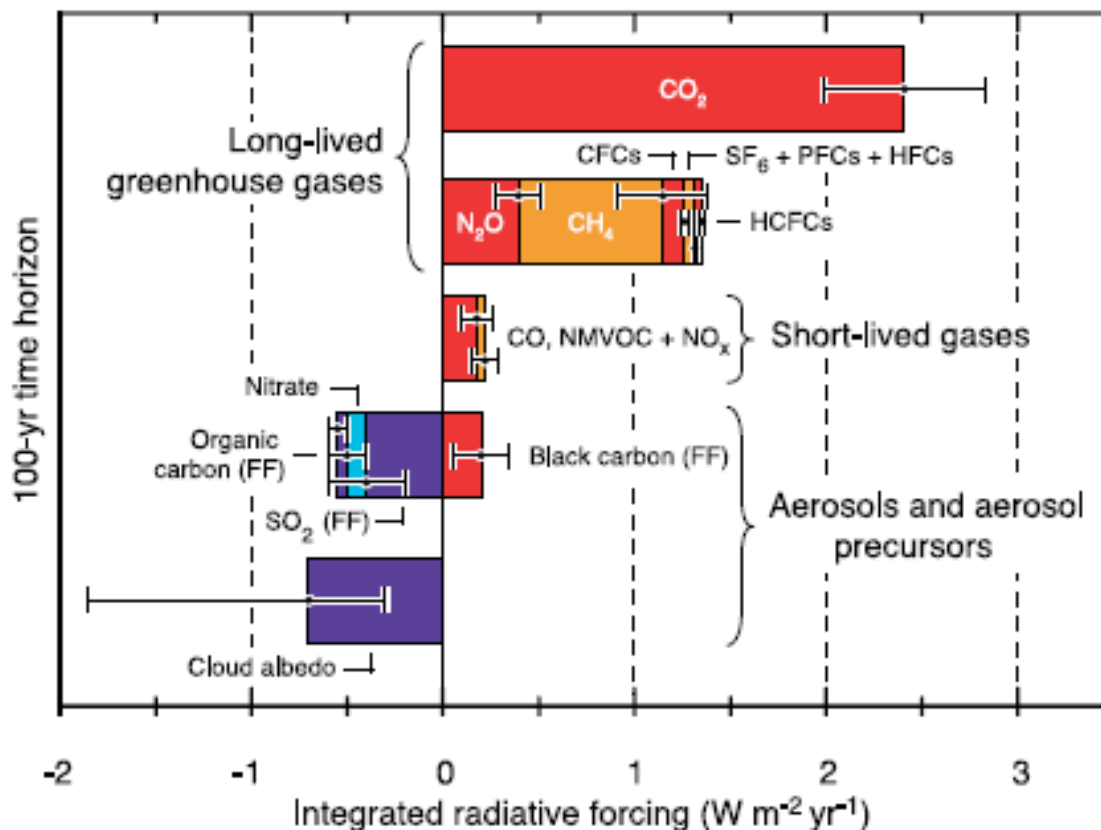 CO₂
Long-lived
greenhouse gases
CFCs
SF₆ + PFCs + HFCs
N₂O
CH₄
HCFCs
CO, NMVOC + NOₓ
Short-lived gases
Nitrate
Organic
carbon (FF)
Black carbon (FF)
SO₂ (FF)
Aerosols and aerosol
precursors
Cloud albedo
100-yr time horizon
-2 -1 0 1 2 3
Integrated radiative forcing (W m⁻² yr⁻¹)